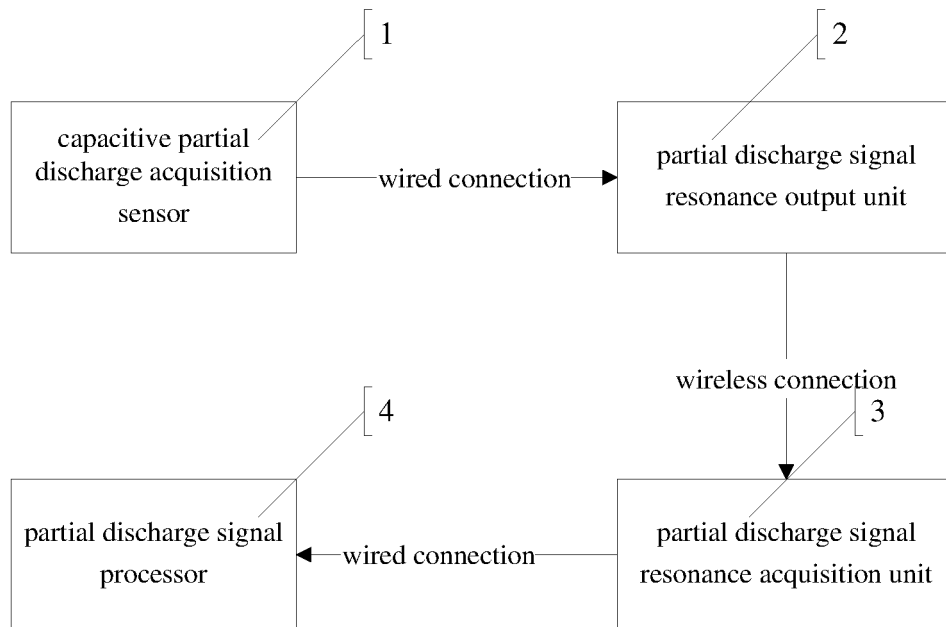 1
2
capacitive partial
discharge acquisition
sensor
wired connection
partial discharge signal
resonance output unit
wireless connection
4
3
partial discharge signal
processor
wired connection
partial discharge signal
resonance acquisition unit